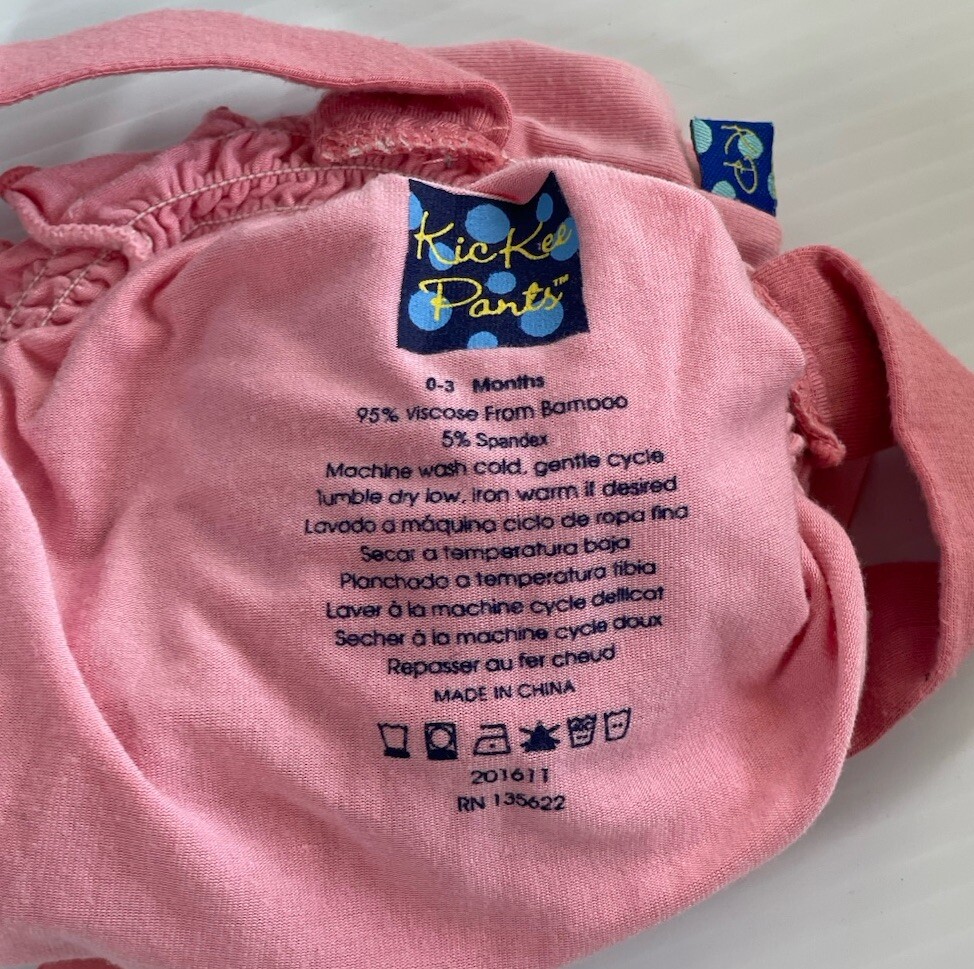 KP
KicKee
Pants™
0-3 Months
95% Viscose From Bamboo
5% Spandex
Machine wash cold, gentle cycle
Tumble dry low, iron warm if desired
Lavado a máquina ciclo de ropa fina
Secar a temperatura baja
Planchado a temperatura tibia
Laver à la machine cycle dellicat
Secher à la machine cycle doux
Repasser au fer cheud
MADE IN CHINA
201611
RN 135622